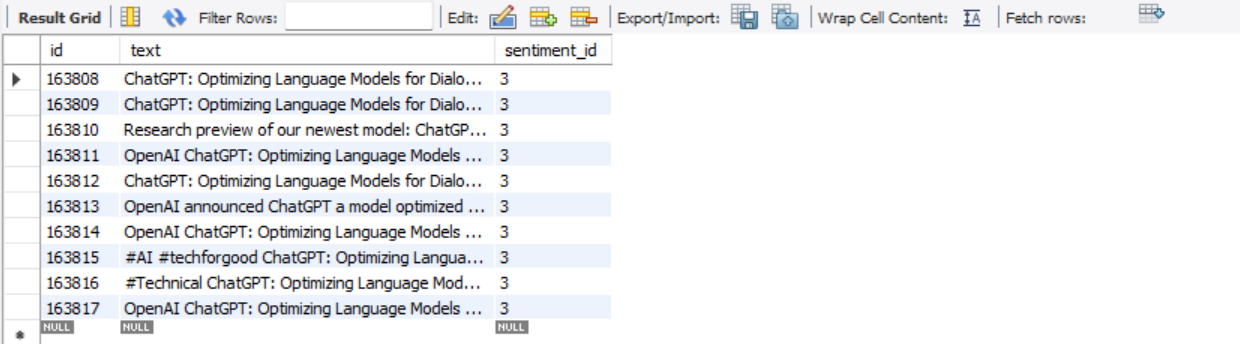 Result Grid Filter Rows: Edit: Export/Import: Wrap Cell Content: Fetch rows:
id text sentiment_id
163808 ChatGPT: Optimizing Language Models for Dialo... 3
163809 ChatGPT: Optimizing Language Models for Dialo... 3
163810 Research preview of our newest model: ChatGP... 3
163811 OpenAI ChatGPT: Optimizing Language Models ... 3
163812 ChatGPT: Optimizing Language Models for Dialo... 3
163813 OpenAI announced ChatGPT a model optimized ... 3
163814 OpenAI ChatGPT: Optimizing Language Models ... 3
163815 #AI #techforgood ChatGPT: Optimizing Langua... 3
163816 #Technical ChatGPT: Optimizing Language Mod... 3
163817 OpenAI ChatGPT: Optimizing Language Models ... 3
NULL NULL NULL